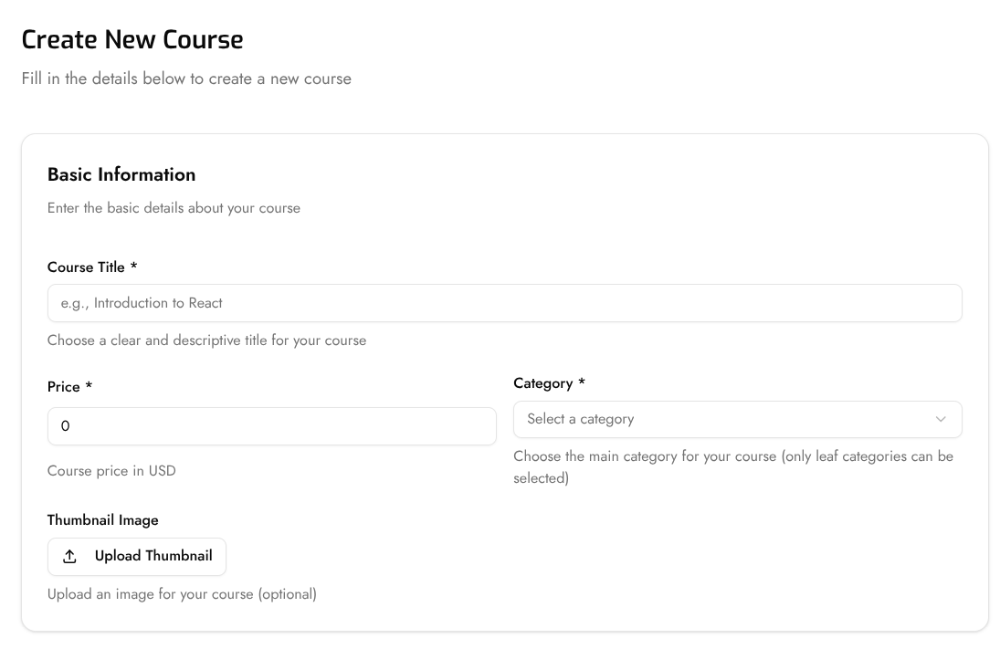 Create New Course
Fill in the details below to create a new course
Basic Information
Enter the basic details about your course
Course Title *
e.g., Introduction to React
Choose a clear and descriptive title for your course
Price *
0
Course price in USD
Category *
Select a category
Choose the main category for your course (only leaf categories can be
selected)
Thumbnail Image
Upload Thumbnail
Upload an image for your course (optional)